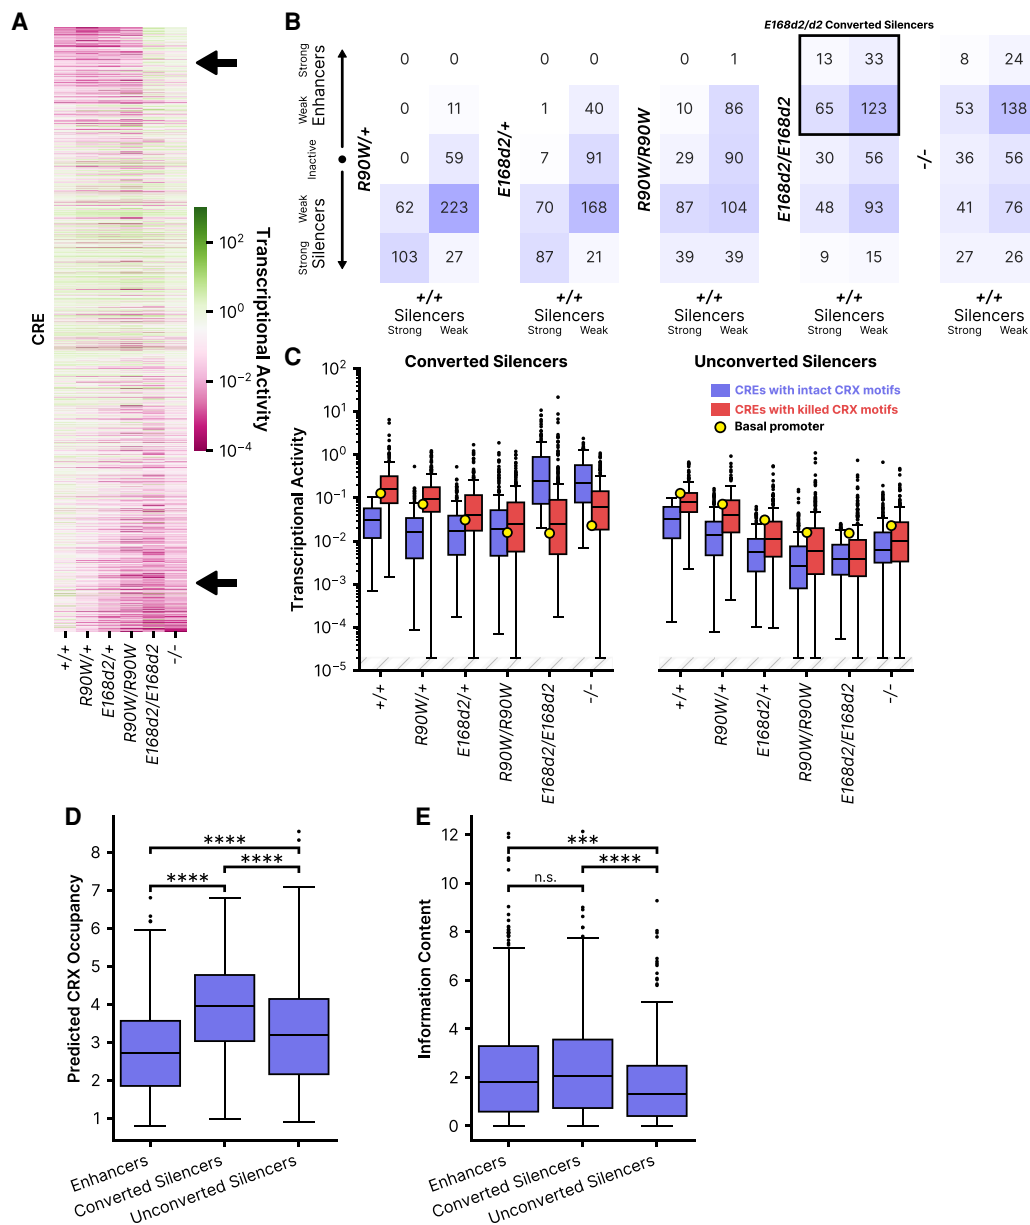 A
CRE
10²
10⁰
10⁻²
10⁻⁴
Transcriptional Activity
+/+
R90W/+
E168d2/+
R90W/R90W
E168d2/E168d2
-/-
B
E168d2/d2 Converted Silencers
Strong
Weak
Enhancers
Inactive
Weak
Strong
Silencers
R90W/+
0 0
0 11
0 59
62 223
103 27
+/+
Silencers
Strong Weak
E168d2/+
0 0
1 40
7 91
70 168
87 21
+/+
Silencers
Strong Weak
R90W/R90W
0 1
10 86
29 90
87 104
39 39
+/+
Silencers
Strong Weak
E168d2/E168d2
13 33
65 123
30 56
48 93
9 15
+/+
Silencers
Strong Weak
-/-
8 24
53 138
36 56
41 76
27 26
+/+
Silencers
Strong Weak
C
Converted Silencers
Unconverted Silencers
CREs with intact CRX motifs
CREs with killed CRX motifs
Basal promoter
Transcriptional Activity
10²
10¹
10⁰
10⁻¹
10⁻²
10⁻³
10⁻⁴
10⁻⁵
+/+
R90W/+
E168d2/+
R90W/R90W
E168d2/E168d2
-/-
+/+
R90W/+
E168d2/+
R90W/R90W
E168d2/E168d2
-/-
D
Predicted CRX Occupancy
8
7
6
5
4
3
2
1
****
****
****
Enhancers
Converted Silencers
Unconverted Silencers
E
Information Content
12
10
8
6
4
2
0
***
****
n.s.
Enhancers
Converted Silencers
Unconverted Silencers